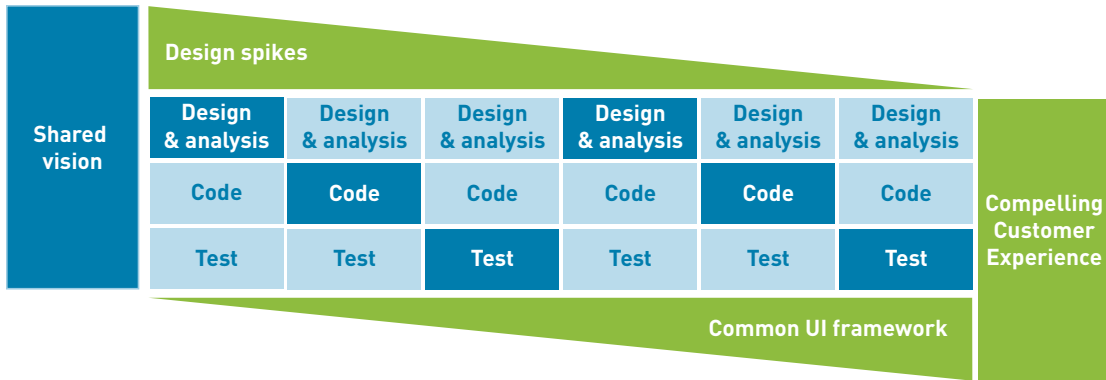 Design spikes
Shared
vision
Design
& analysis
Design
& analysis
Design
& analysis
Design
& analysis
Design
& analysis
Design
& analysis
Code
Code
Code
Code
Code
Code
Test
Test
Test
Test
Test
Test
Compelling
Customer
Experience
Common UI framework